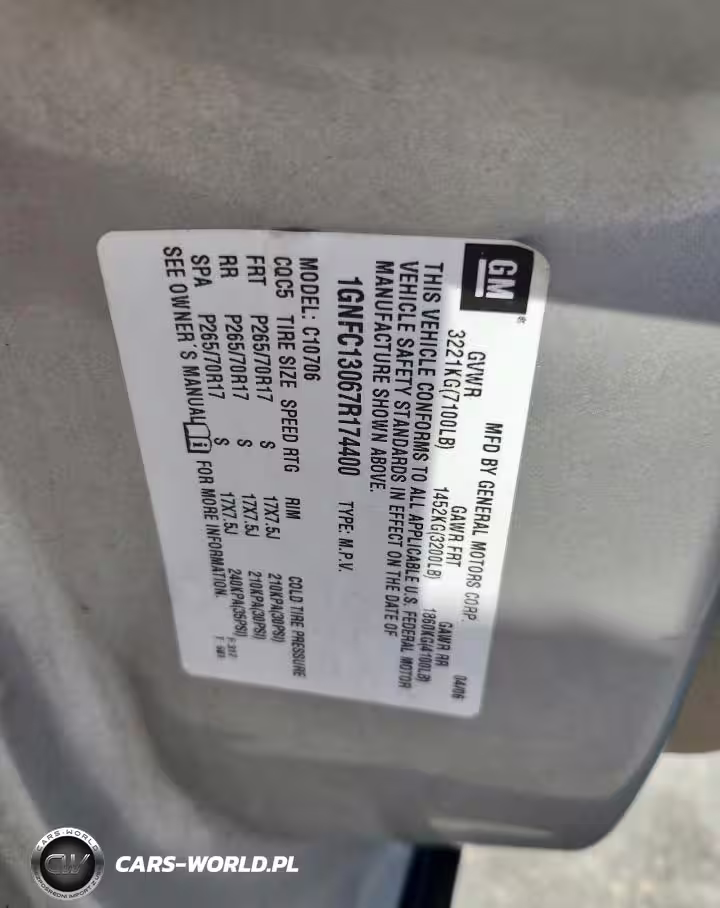 GM
MFD BY GENERAL MOTORS CORP 04/06
GVWR GAWR FRT GAWR RR
3221KG(7100LB) 1452KG(3200LB) 1860KG(4100LB)
THIS VEHICLE CONFORMS TO ALL APPLICABLE U.S. FEDERAL MOTOR
VEHICLE SAFETY STANDARDS IN EFFECT ON THE DATE OF
MANUFACTURE SHOWN ABOVE.
1GNFC13067R174400 TYPE: M.P.V.
MODEL: C10706
CQC5 TIRE SIZE SPEED RTG RIM COLD TIRE PRESSURE
FRT P265/70R17 S 17X7.5J 210KPA(30PSI)
RR P265/70R17 S 17X7.5J 210KPA(30PSI)
SPA P265/70R17 S 17X7.5J 240KPA(35PSI)
SEE OWNER'S MANUAL FOR MORE INFORMATION.
CARS-WORLD
CW
CARS-WORLD.PL